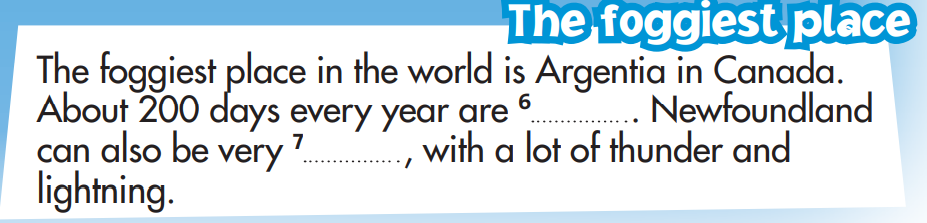 The foggiest place
The foggiest place in the world is Argentia in Canada.
About 200 days every year are ⁶................ Newfoundland
can also be very ⁷..............., with a lot of thunder and
lightning.